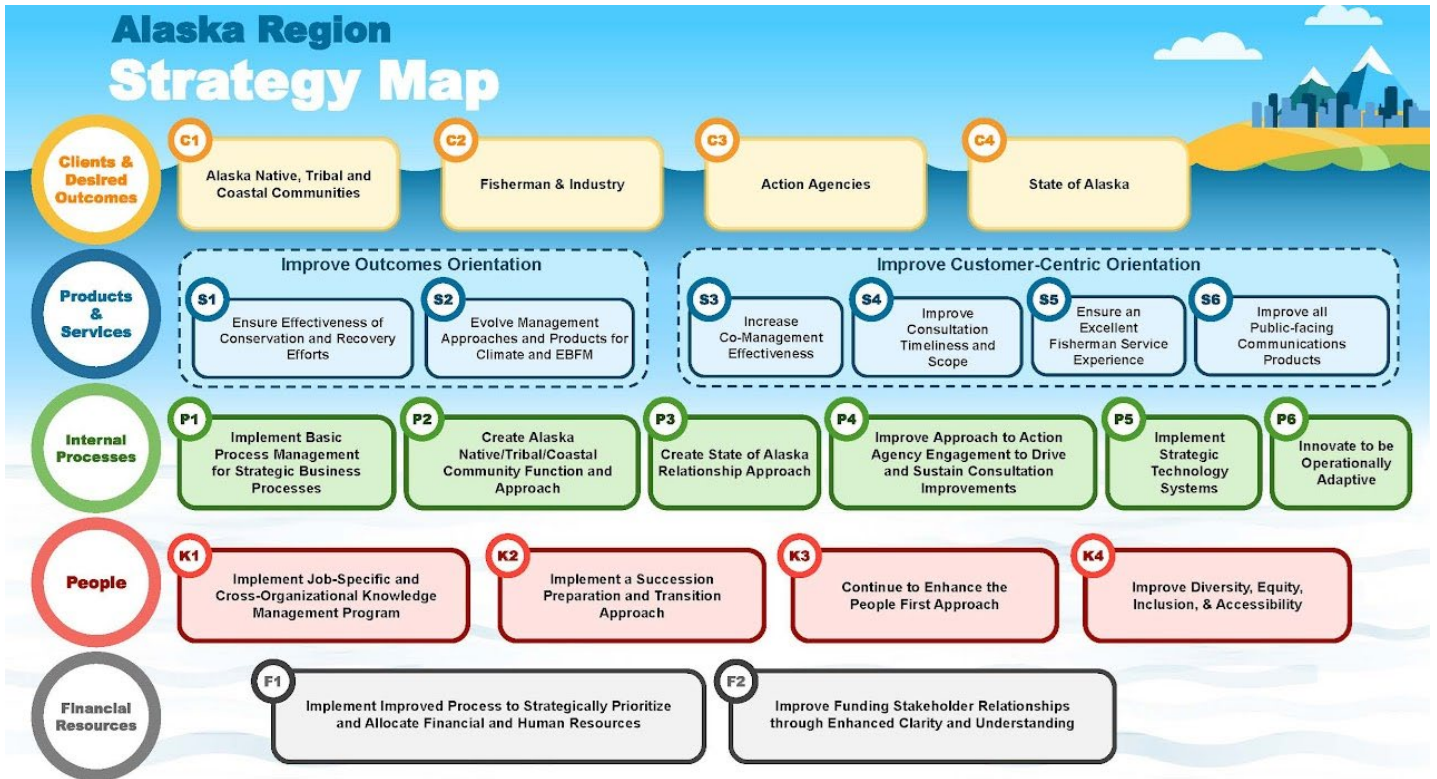 Alaska Region
Strategy Map
Clients &
Desired
Outcomes
C1
Alaska Native, Tribal and
Coastal Communities
C2
Fisherman & Industry
C3
Action Agencies
C4
State of Alaska
Products
&
Services
Improve Outcomes Orientation
S1
Ensure Effectiveness of
Conservation and Recovery
Efforts
S2
Evolve Management
Approaches and Products for
Climate and EBFM
Improve Customer-Centric Orientation
S3
Increase
Co-Management
Effectiveness
S4
Improve
Consultation
Timeliness and
Scope
S5
Ensure an
Excellent
Fisherman Service
Experience
S6
Improve all
Public-facing
Communications
Products
Internal
Processes
P1
Implement Basic
Process Management
for Strategic Business
Processes
P2
Create Alaska
Native/Tribal/Coastal
Community Function and
Approach
P3
Create State of Alaska
Relationship Approach
P4
Improve Approach to Action
Agency Engagement to Drive
and Sustain Consultation
Improvements
P5
Implement
Strategic
Technology
Systems
P6
Innovate to be
Operationally
Adaptive
People
K1
Implement Job-Specific and
Cross-Organizational Knowledge
Management Program
K2
Implement a Succession
Preparation and Transition
Approach
K3
Continue to Enhance the
People First Approach
K4
Improve Diversity, Equity,
Inclusion, & Accessibility
Financial
Resources
F1
Implement Improved Process to Strategically Prioritize
and Allocate Financial and Human Resources
F2
Improve Funding Stakeholder Relationships
through Enhanced Clarity and Understanding